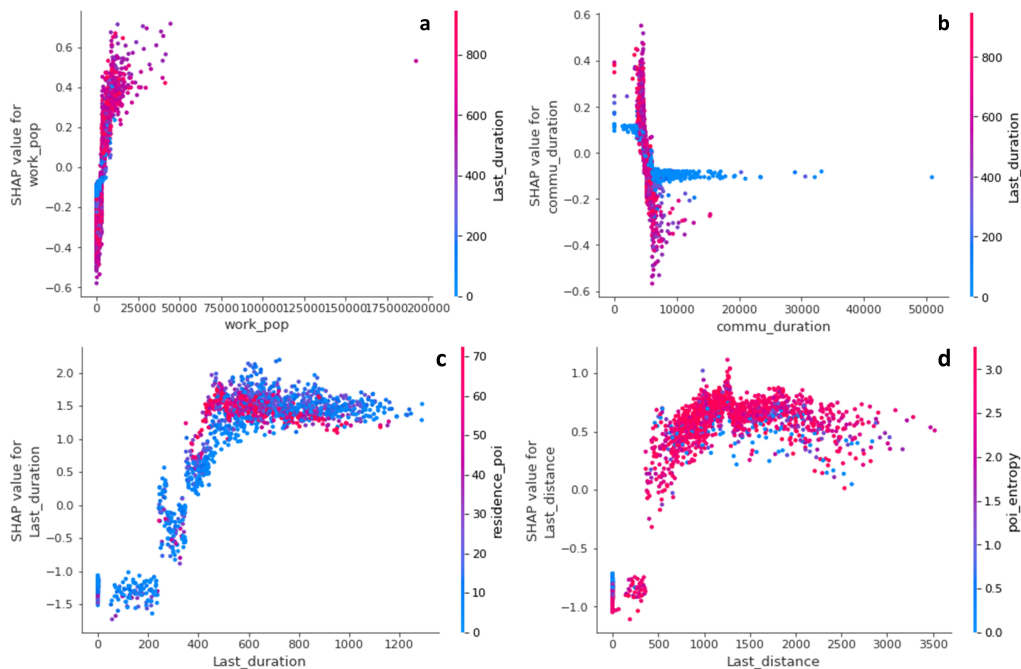 a
0.6
0.4
0.2
0.0
−0.2
−0.4
−0.6
SHAP value for
work_pop
0 25000 50000 75000 100000 125000 150000 175000 200000
work_pop
800
600
400
200
0
Last_duration
b
0.6
0.4
0.2
0.0
−0.2
−0.4
−0.6
SHAP value for
commu_duration
0 10000 20000 30000 40000 50000
commu_duration
800
600
400
200
0
Last_duration
c
2.0
1.5
1.0
0.5
0.0
−0.5
−1.0
−1.5
SHAP value for
Last_duration
0 200 400 600 800 1000 1200
Last_duration
70
60
50
40
30
20
10
0
residence_poi
d
1.0
0.5
0.0
−0.5
−1.0
SHAP value for
Last_distance
0 500 1000 1500 2000 2500 3000 3500
Last_distance
3.0
2.5
2.0
1.5
1.0
0.5
0.0
poi_entropy